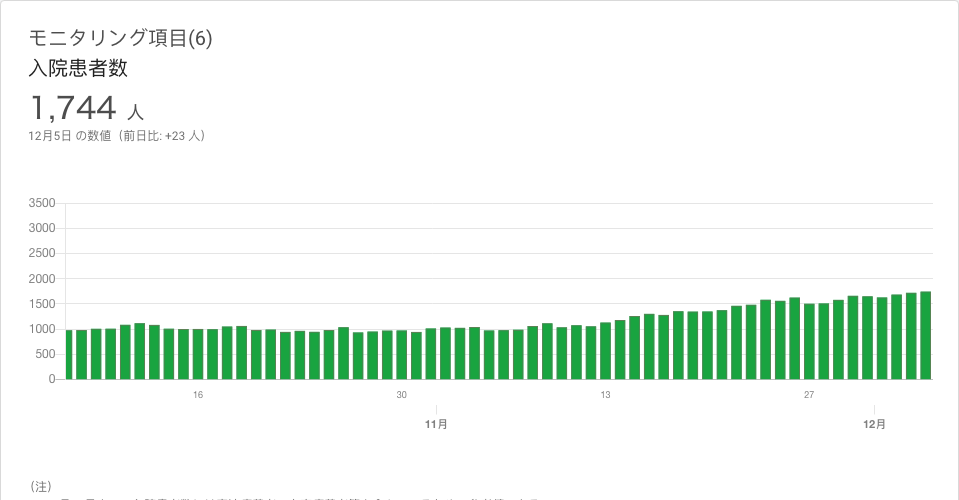 モニタリング項目(6)
入院患者数
1,744 人
12月5日 の数値（前日比: +23 人）
3500
3000
2500
2000
1500
1000
500
0
16 30 13 27
11月 12月
（注）